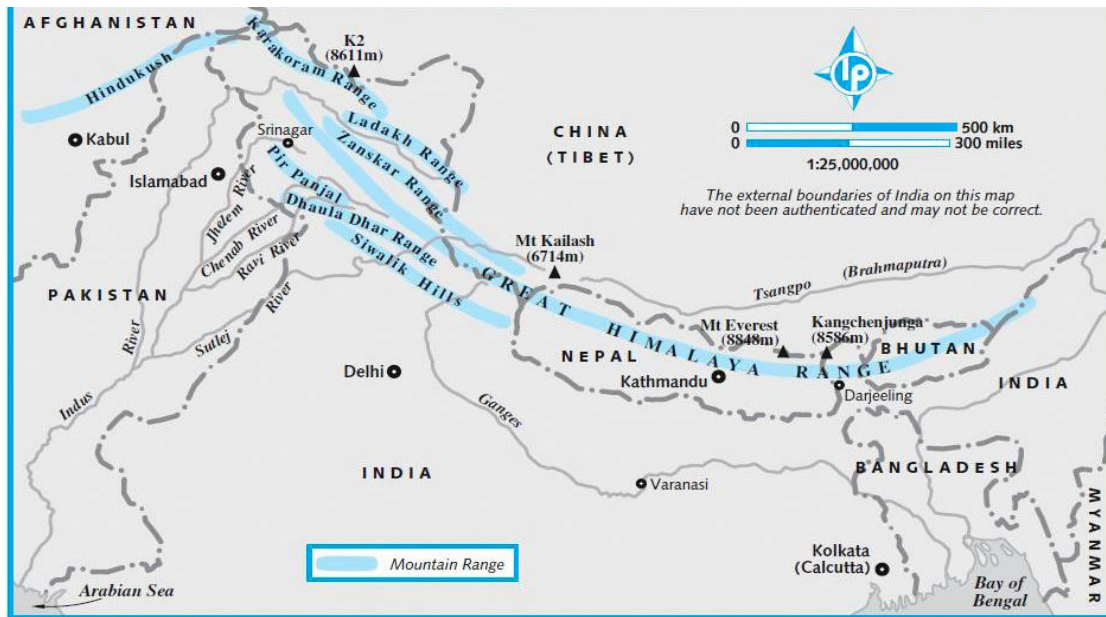 AFGHANISTAN
Hindukush
Karakoram Range
K2
(8611m)
Kabul
Srinagar
Ladakh Range
Zanskar Range
CHINA
(TIBET)
lp
0 500 km
0 300 miles
1:25,000,000
The external boundaries of India on this map
have not been authenticated and may not be correct.
Islamabad
Pir Panjal
Dhaula Dhar Range
Siwalik Hills
Jhelem River
Chenab River
Ravi River
Sutlej River
PAKISTAN
Indus River
Mt Kailash
(6714m)
Tsangpo (Brahmaputra)
GREAT HIMALAYA RANGE
Mt Everest
(8848m)
Kangchenjunga
(8586m)
NEPAL
BHUTAN
Delhi
Kathmandu
Darjeeling
INDIA
Ganges
INDIA
Varanasi
BANGLADESH
MYANMAR
Kolkata
(Calcutta)
Mountain Range
Arabian Sea
Bay of
Bengal